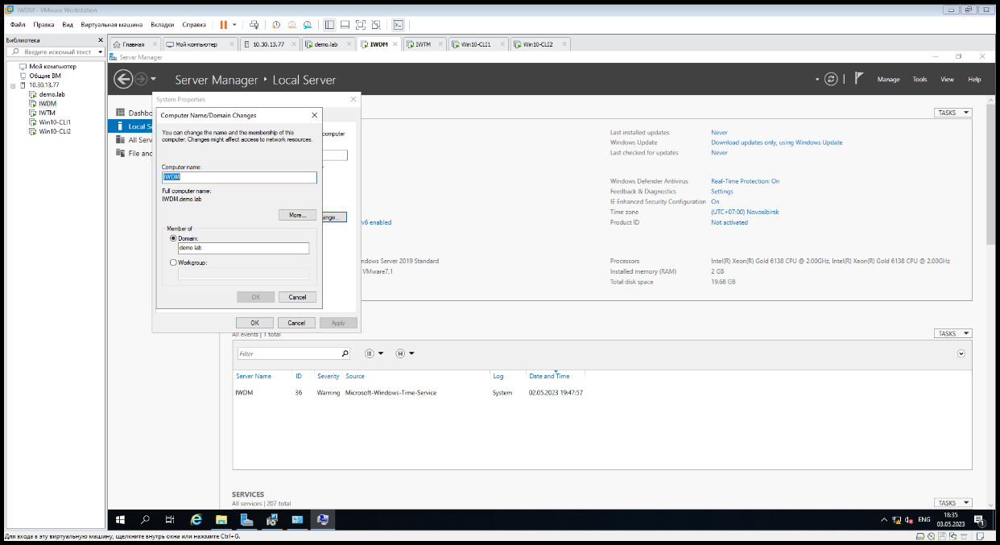 IWDM - VMware Workstation
Файл Правка Вид Виртуальная машина Вкладки Справка
Библиотека
Введите искомый текст
Мой компьютер
Общие ВМ
10.30.13.77
demo.lab
IWDM
IWTM
Win10-CLI1
Win10-CLI2
Главная Мой компьютер 10.30.13.77 demo.lab IWDM IWTM Win10-CLI1 Win10-CLI2
Server Manager
Server Manager Local Server
Manage Tools View Help
System Properties
Computer Name/Domain Changes
You can change the name and the membership of this
computer. Changes might affect access to network resources.
Computer name:
IWDM
Full computer name:
IWDM.demo.lab
More...
Member of
Domain:
demo.lab
Workgroup:
OK Cancel
computer
ange...
OK Cancel Apply
Dashbo
Local Se
All Serv
File and
TASKS
v6 enabled
ndows Server 2019 Standard
VMware7,1
Last installed updates Never
Windows Update Download updates only, using Windows Update
Last checked for updates Never
Windows Defender Antivirus Real-Time Protection: On
Feedback & Diagnostics Settings
IE Enhanced Security Configuration On
Time zone (UTC+07:00) Novosibirsk
Product ID Not activated
Processors Intel(R) Xeon(R) Gold 6138 CPU @ 2.00GHz, Intel(R) Xeon(R) Gold 6138 CPU @ 2.00GHz
Installed memory (RAM) 2 GB
Total disk space 19.68 GB
All events | 1 total
TASKS
Filter
Server Name ID Severity Source Log Date and Time
IWDM 36 Warning Microsoft-Windows-Time-Service System 02.05.2023 19:47:57
SERVICES
All services | 207 total
TASKS
ENG
18:35
03.05.2023
1
Для входа в эту виртуальную машину, щелкните внутрь окна или нажмите Ctrl+G.